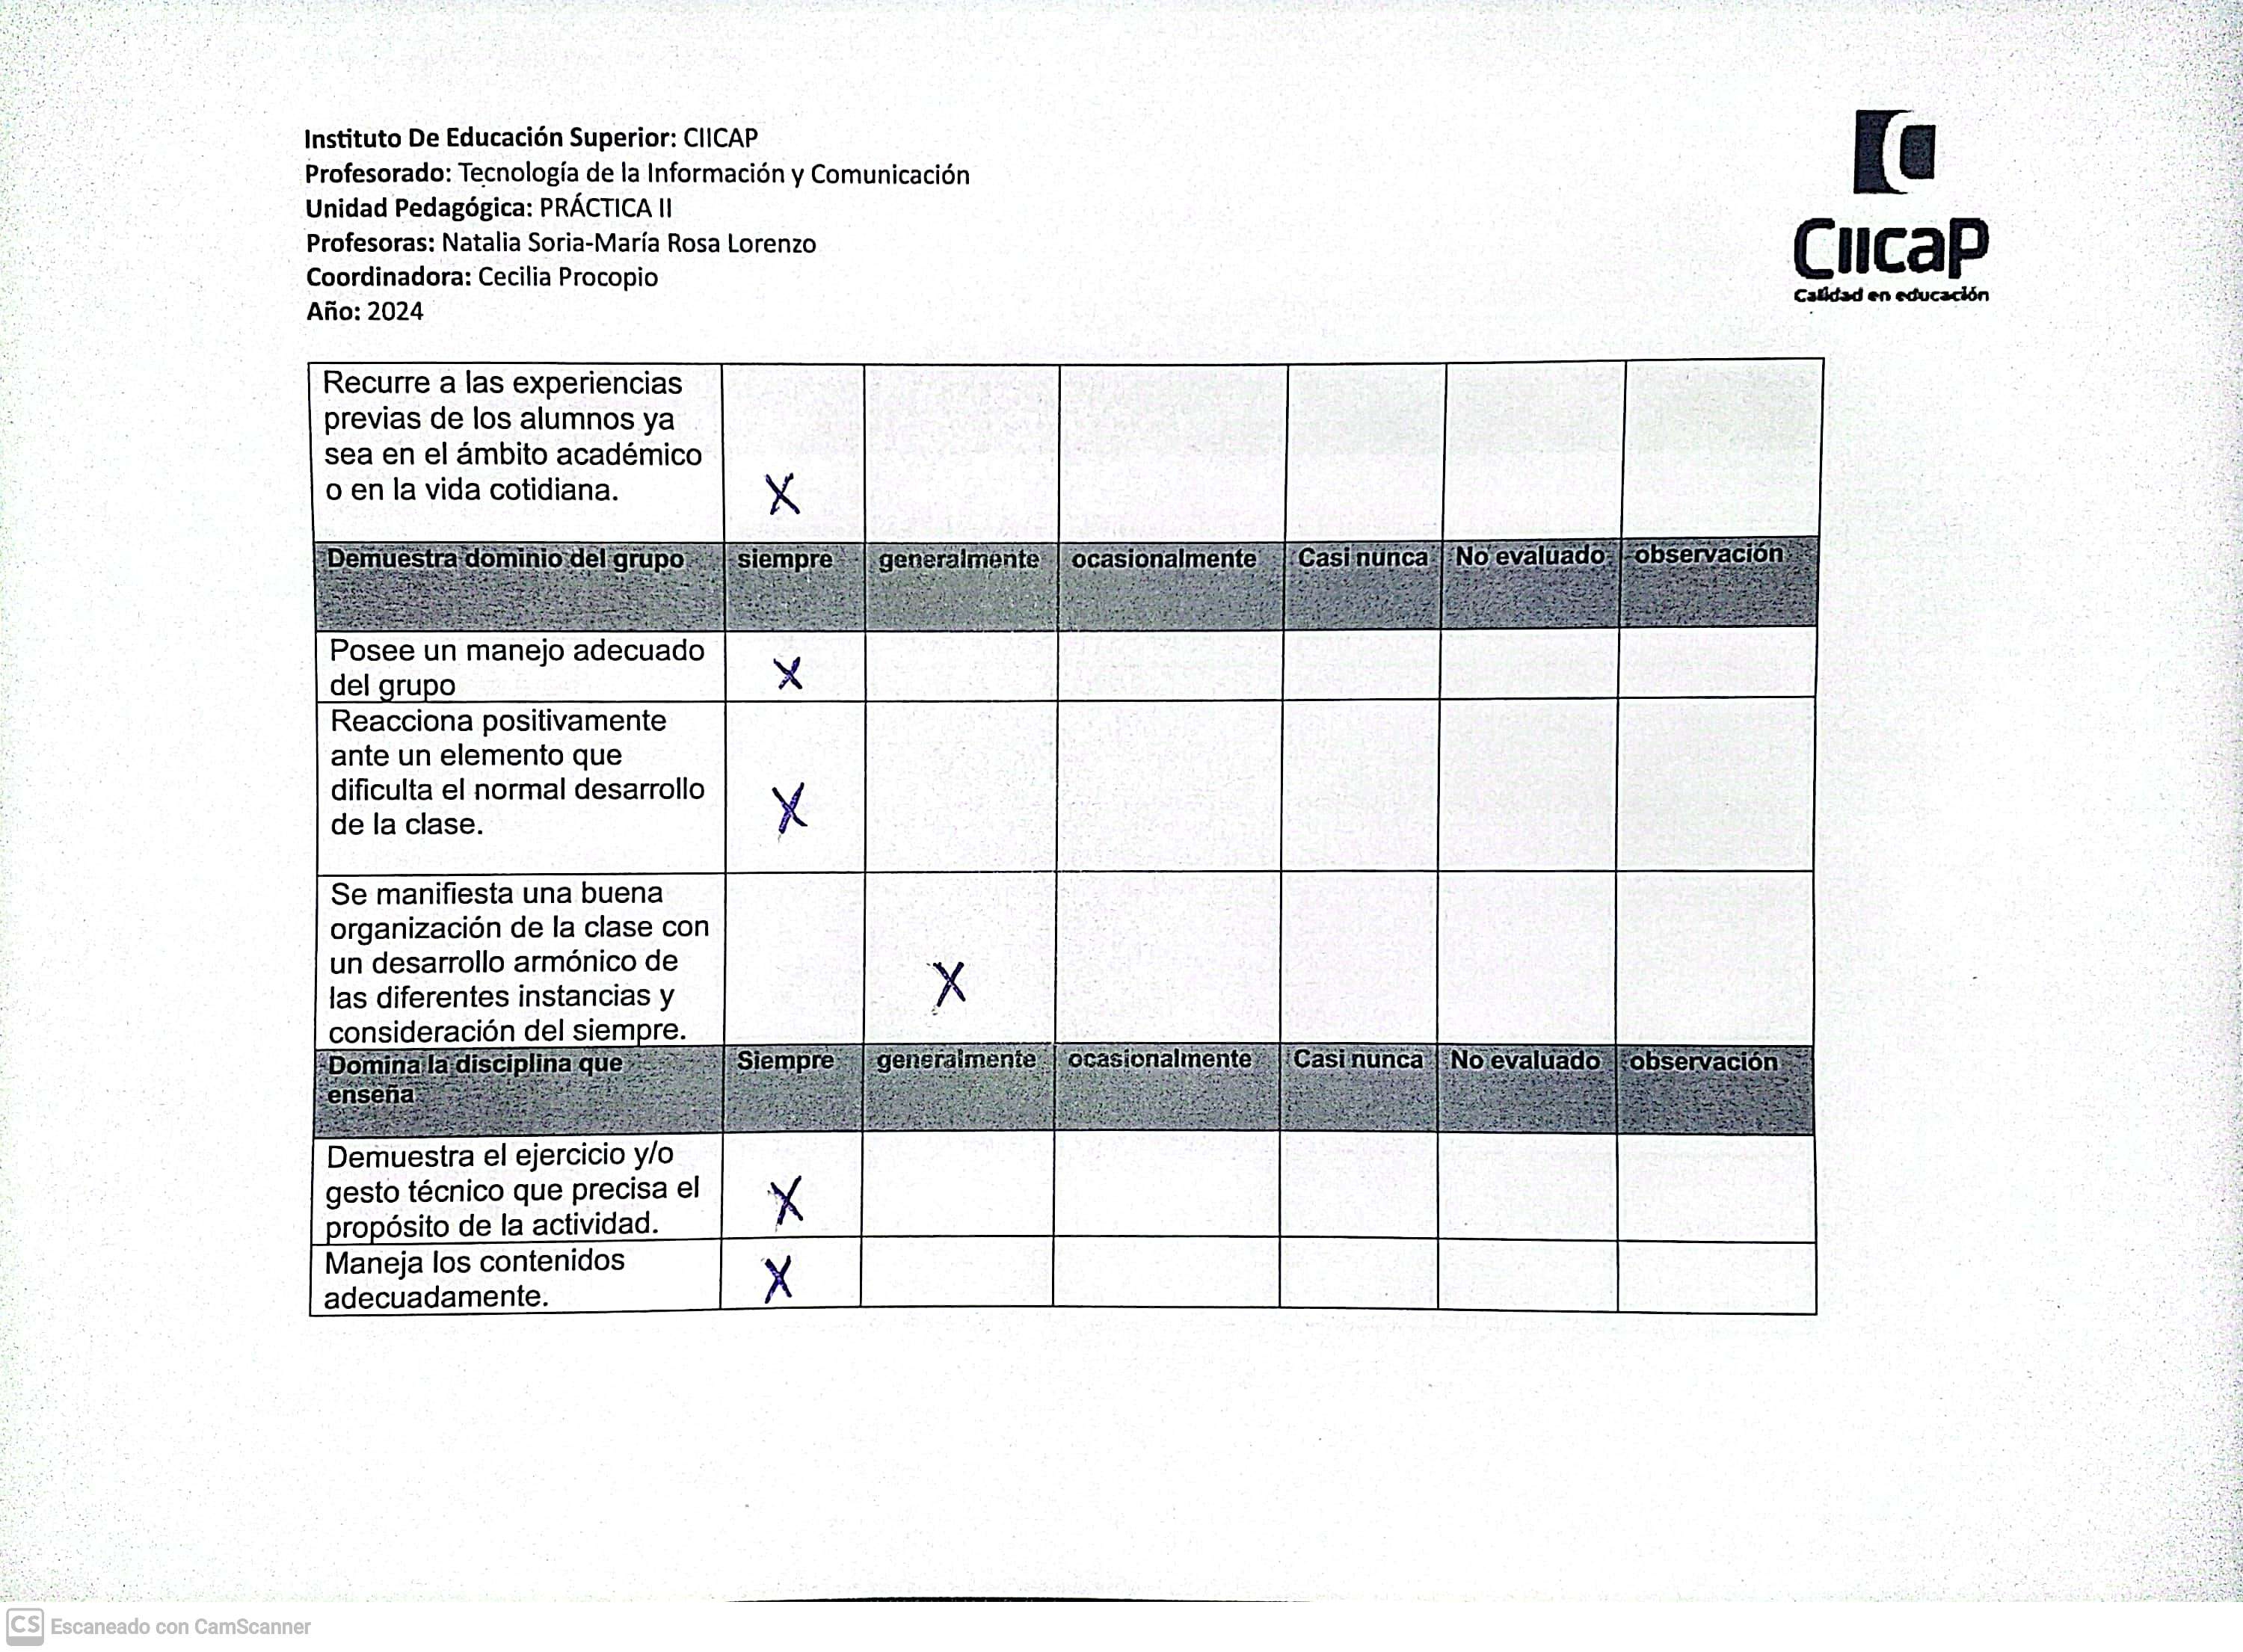 Instituto De Educación Superior: CIICAP
Profesorado: Tecnología de la Información y Comunicación
Unidad Pedagógica: PRÁCTICA II
Profesoras: Natalia Soria-María Rosa Lorenzo
Coordinadora: Cecilia Procopio
Año: 2024
CIICAP
Calidad en educación
Recurre a las experiencias
previas de los alumnos ya
sea en el ámbito académico
o en la vida cotidiana.
X
Demuestra dominio del grupo siempre generalmente ocasionalmente Casi nunca No evaluado observación
Posee un manejo adecuado
del grupo
X
Reacciona positivamente
ante un elemento que
dificulta el normal desarrollo
de la clase.
X
Se manifiesta una buena
organización de la clase con
un desarrollo armónico de
las diferentes instancias y
consideración del siempre.
X
Domina la disciplina que
enseña
Siempre generalmente ocasionalmente Casi nunca No evaluado observación
Demuestra el ejercicio y/o
gesto técnico que precisa el
propósito de la actividad.
X
Maneja los contenidos
adecuadamente.
X
CS Escaneado con CamScanner